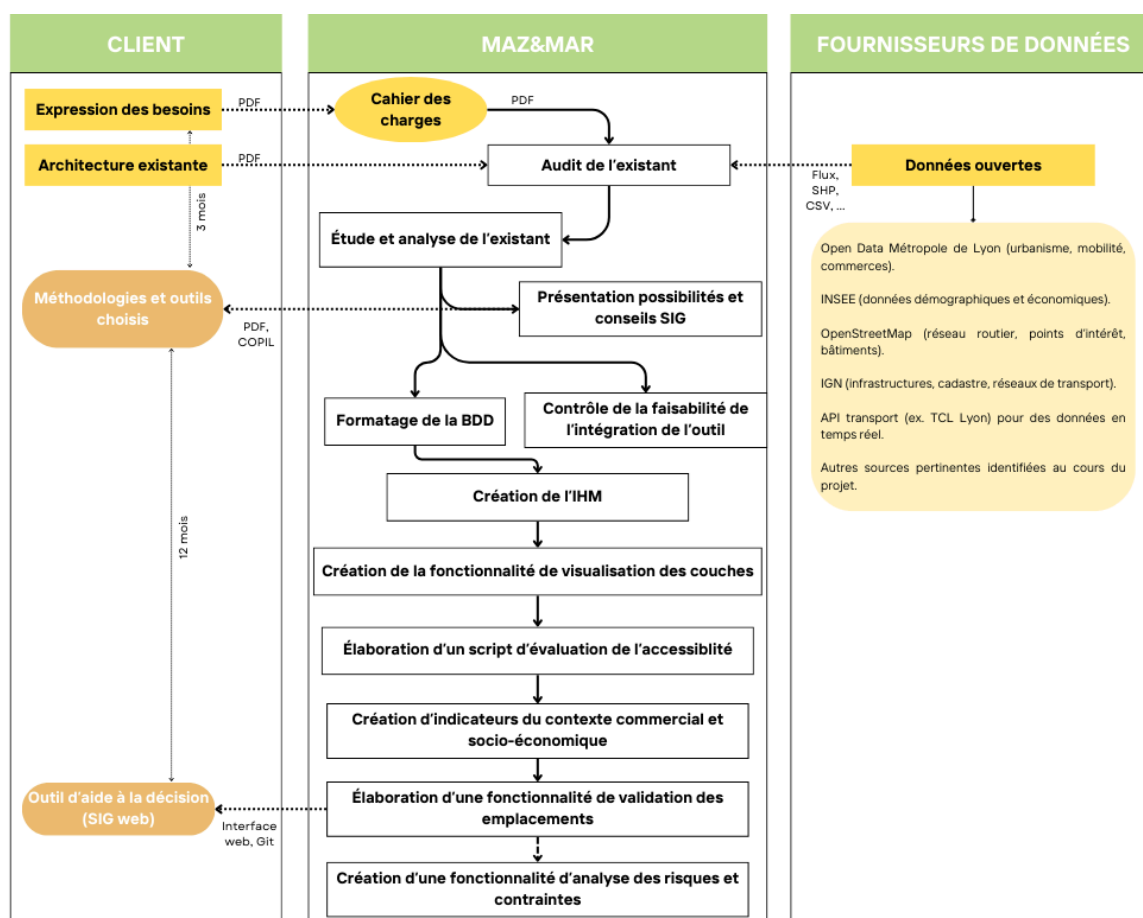 CLIENT
MAZ&MAR
FOURNISSEURS DE DONNÉES
Expression des besoins
PDF
Cahier des
charges
PDF
Architecture existante
PDF
Audit de l'existant
Flux,
SHP,
CSV, ...
Données ouvertes
3 mois
Étude et analyse de l'existant
Open Data Métropole de Lyon (urbanisme, mobilité,
commerces).
INSEE (données démographiques et économiques).
OpenStreetMap (réseau routier, points d'intérêt,
bâtiments).
IGN (infrastructures, cadastre, réseaux de transport).
API transport (ex. TCL Lyon) pour des données en
temps réel.
Autres sources pertinentes identifiées au cours du
projet.
Méthodologies et outils
choisis
PDF,
COPIL
Présentation possibilités et
conseils SIG
Formatage de la BDD
Contrôle de la faisabilité de
l'intégration de l'outil
Création de l'IHM
12 mois
Création de la fonctionnalité de visualisation des couches
Élaboration d'un script d'évaluation de l'accessiblité
Création d'indicateurs du contexte commercial et
socio-économique
Outil d'aide à la décision
(SIG web)
Interface
web, Git
Élaboration d'une fonctionnalité de validation des
emplacements
Création d'une fonctionnalité d'analyse des risques et
contraintes